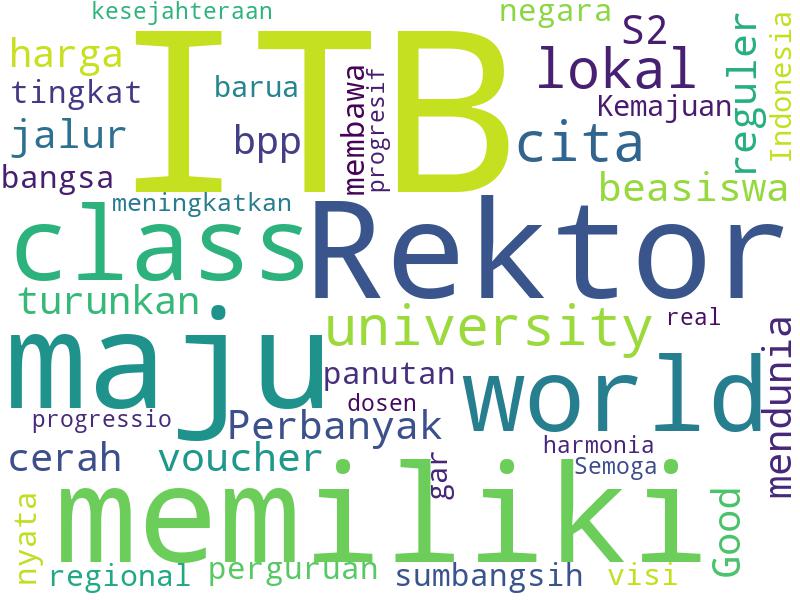 kesejahteraan
negara
S2
harga
ITB
lokal
reguler
Indonesia
tingkat
barua
membawa
progresif
Kemajuan
jalur
bpp
cita
bangsa
beasiswa
meningkatkan
class
Rektor
turunkan
university
real
maju
panutan
world
mendunia
dosen
progressio
Perbanyak
harmonia
cerah
voucher
gar
Semoga
memiliki
nyata
Good
regional
perguruan
sumbangsih
visi